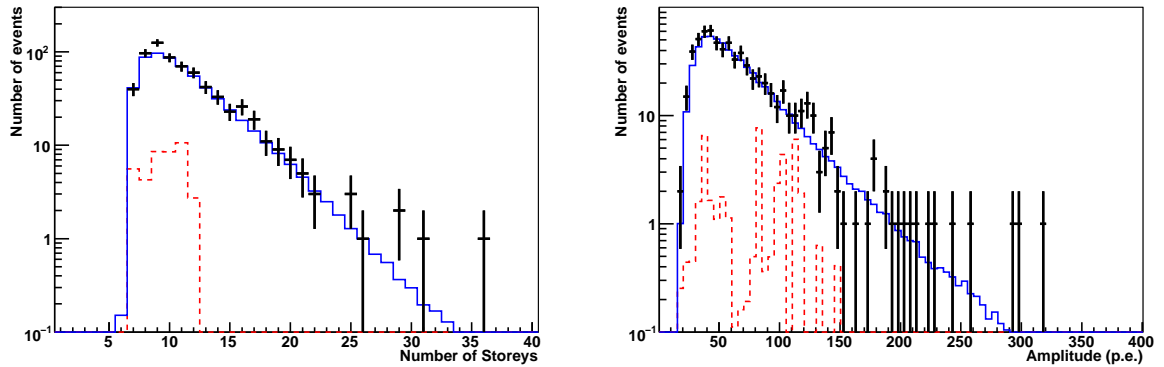 Number of events
10²
10
1
10⁻¹
5 10 15 20 25 30 35 40
Number of Storeys
Number of events
10
1
10⁻¹
50 100 150 200 250 300 350 400
Amplitude (p.e.)